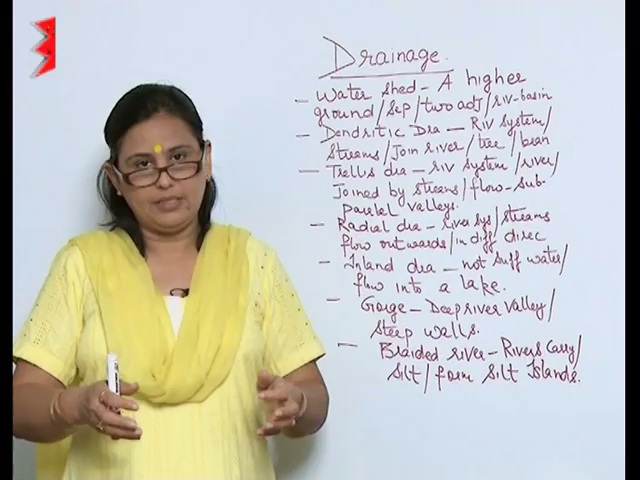 Drainage.
- Water shed - A higher
ground/sep/two adj/riv-basin
- Dendritic Dra - Riv system/
streams/Join river/tree/bean
- Trellis dra - riv system/river/
Joined by streams/flow-sub-
parallel valleys.
- Radial dra - river sys/streams
flow outwards/in diff direc
- Inland dra - not suff water/
flow into a lake.
- Gorge - Deep river valley/
steep walls.
- Braided river - Rivers carry/
silt/form silt Islands.